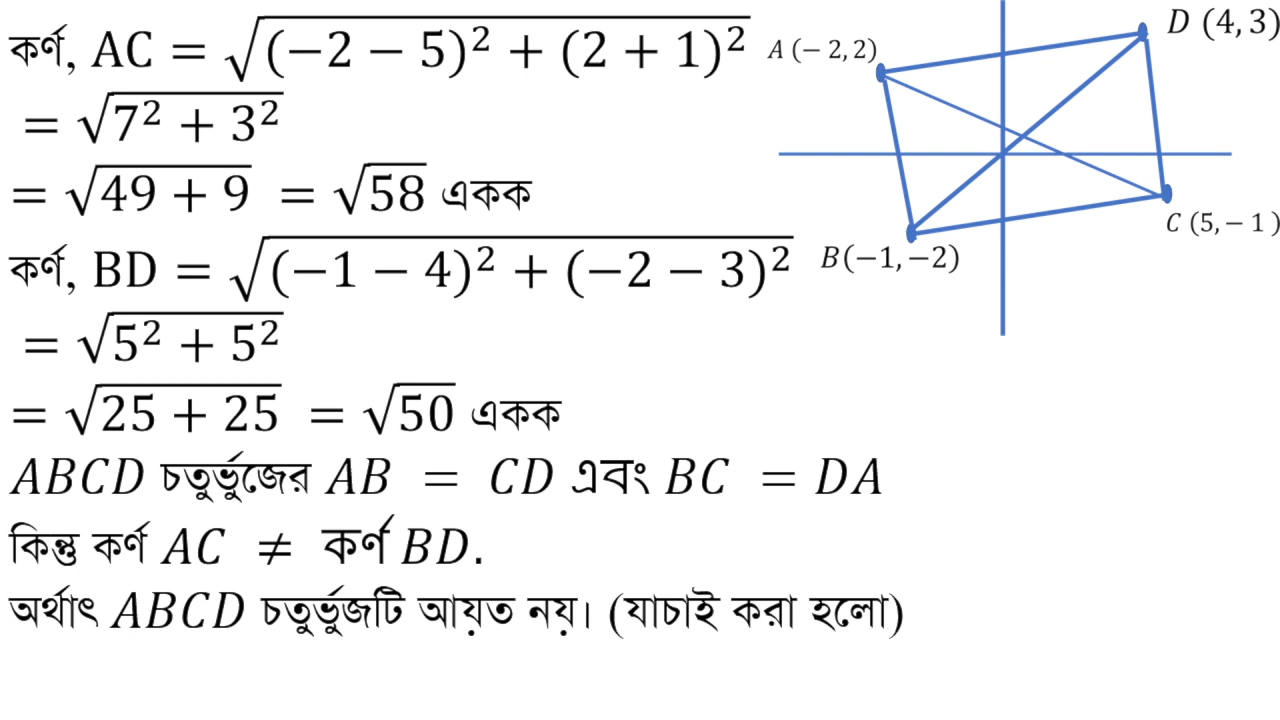 কর্ণ, AC = √((−2 − 5)² + (2 + 1)²)
= √(7² + 3²)
= √(49 + 9) = √58 একক
কর্ণ, BD = √((−1 − 4)² + (−2 − 3)²)
= √(5² + 5²)
= √(25 + 25) = √50 একক
ABCD চতুর্ভুজের AB = CD এবং BC = DA
কিন্তু কর্ণ AC ≠ কর্ণ BD.
অর্থাৎ ABCD চতুর্ভুজটি আয়ত নয়। (যাচাই করা হলো)
A (− 2, 2)
D (4, 3)
B(−1, −2)
C (5, − 1 )